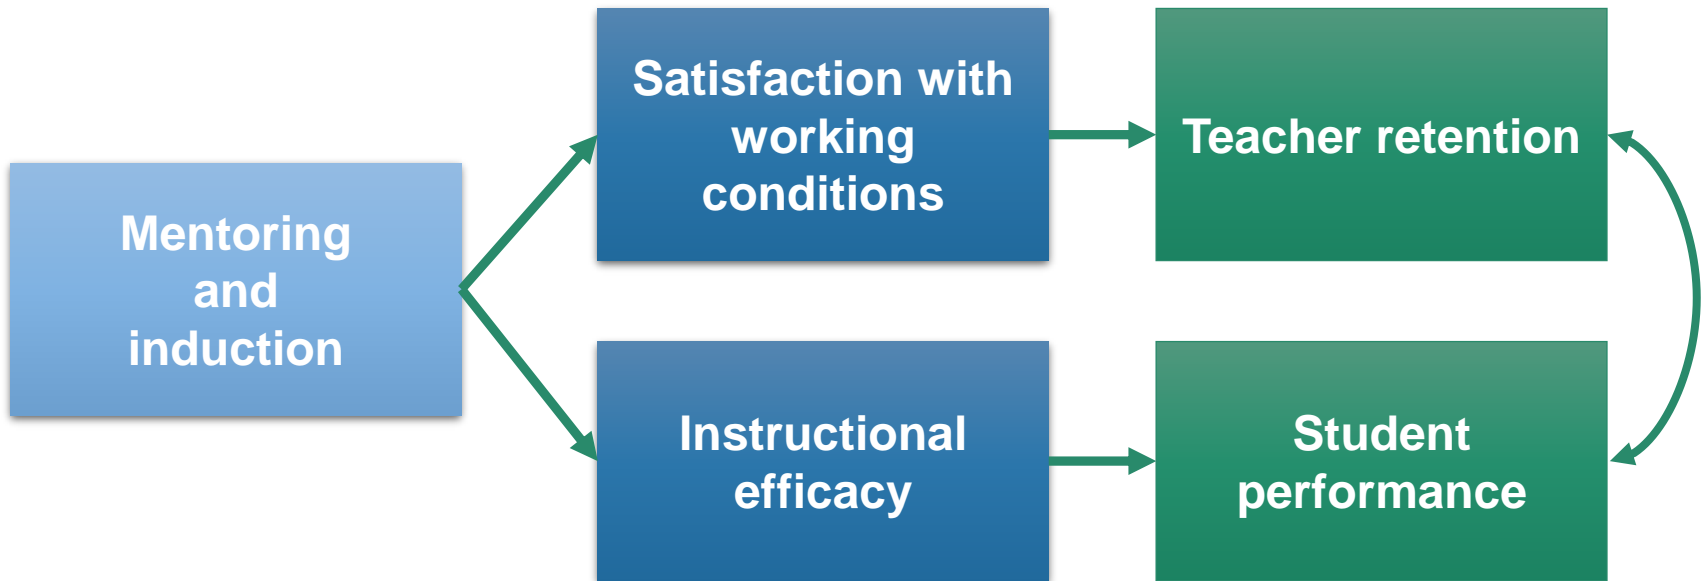 Mentoring
and
induction
Satisfaction with
working
conditions
Teacher retention
Instructional
efficacy
Student
performance